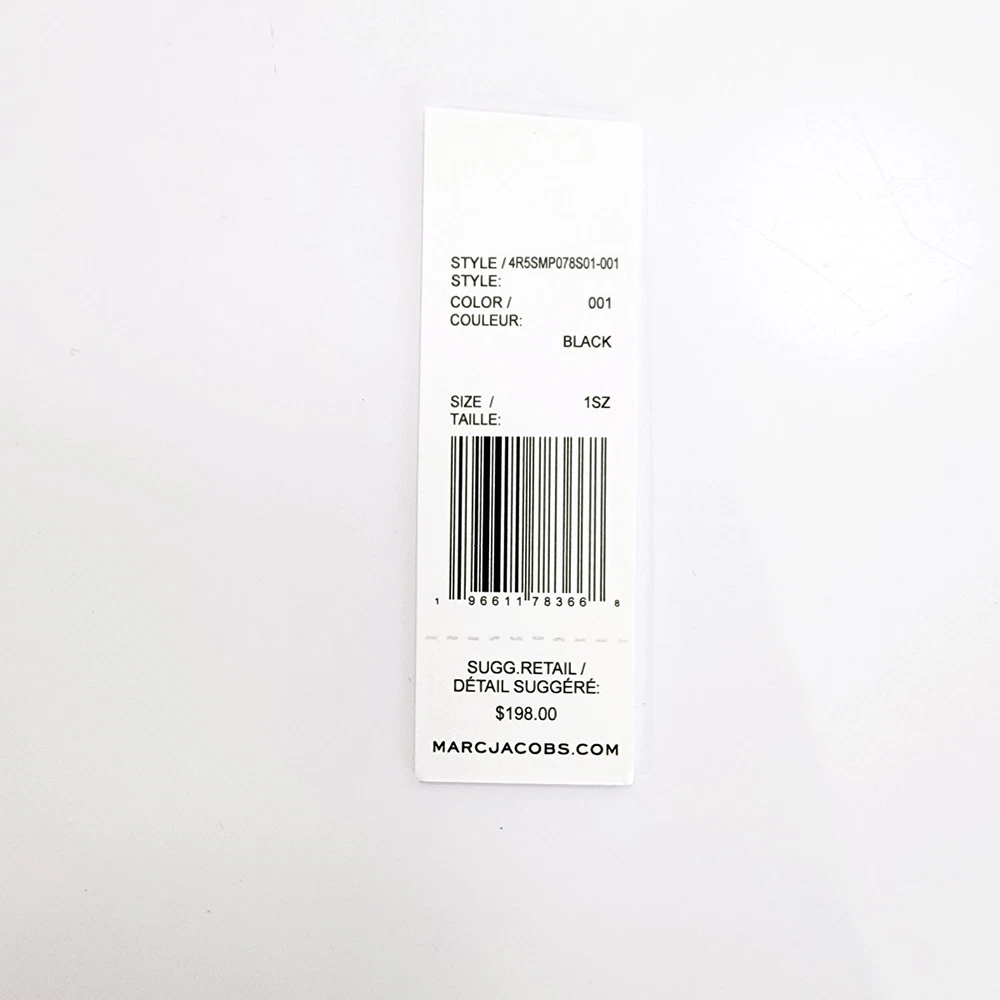 STYLE / 4R5SMP078S01-001
STYLE:
COLOR / 001
COULEUR:
BLACK
SIZE / 1SZ
TAILLE:
1 96611 78366 8
SUGG.RETAIL /
DÉTAIL SUGGÉRÉ:
$198.00
MARCJACOBS.COM